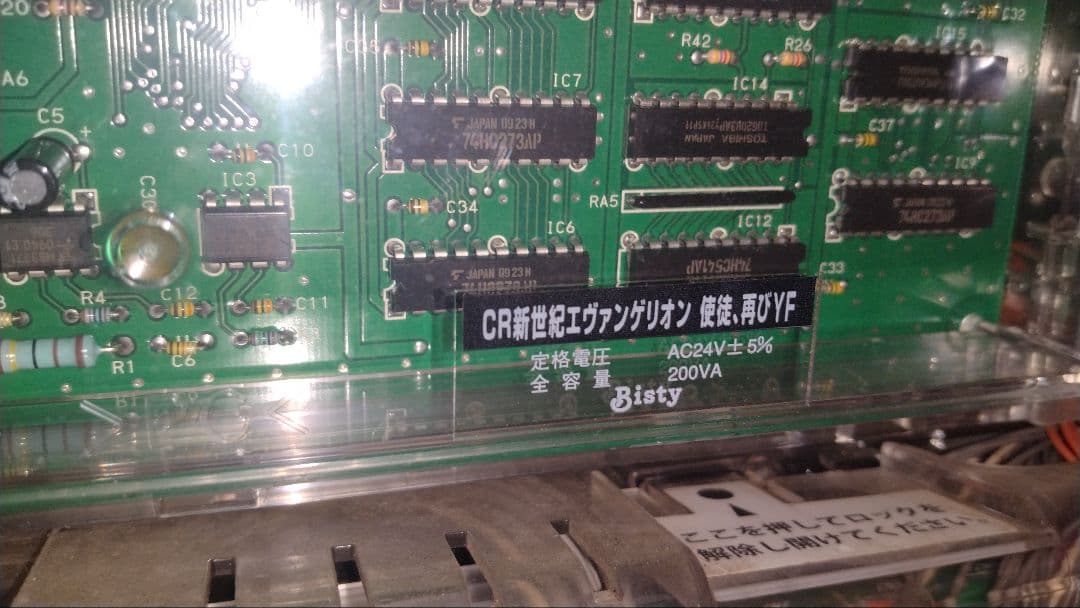 C32
R42
R26
IC15
IC7
IC14
A6
C5
+
JAPAN 0923H
74HC273AP
TOSHIBA JAPAN
C37
IC9
74HC273AP
C10
IC3
C34
RA5
IC6
IC12
JAPAN 0923H
74HC541AP
C33
R4
C12
C11
R1
C6
CR新世紀エヴァンゲリオン 使徒、再びYF
定格電圧 AC24V±5%
全容量 200VA
Bisty
ここを押してロックを
解除し開けてください。